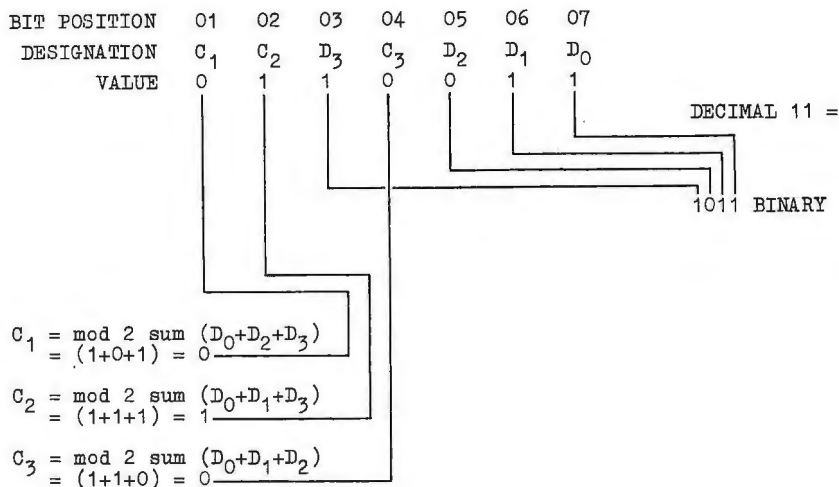 BIT POSITION 01 02 03 04 05 06 07
DESIGNATION C₁ C₂ D₃ C₃ D₂ D₁ D₀
VALUE 0 1 1 0 0 1 1
DECIMAL 11 =
1011 BINARY
C₁ = mod 2 sum (D₀+D₂+D₃)
= (1+0+1) = 0
C₂ = mod 2 sum (D₀+D₁+D₃)
= (1+1+1) = 1
C₃ = mod 2 sum (D₀+D₁+D₂)
= (1+1+0) = 0